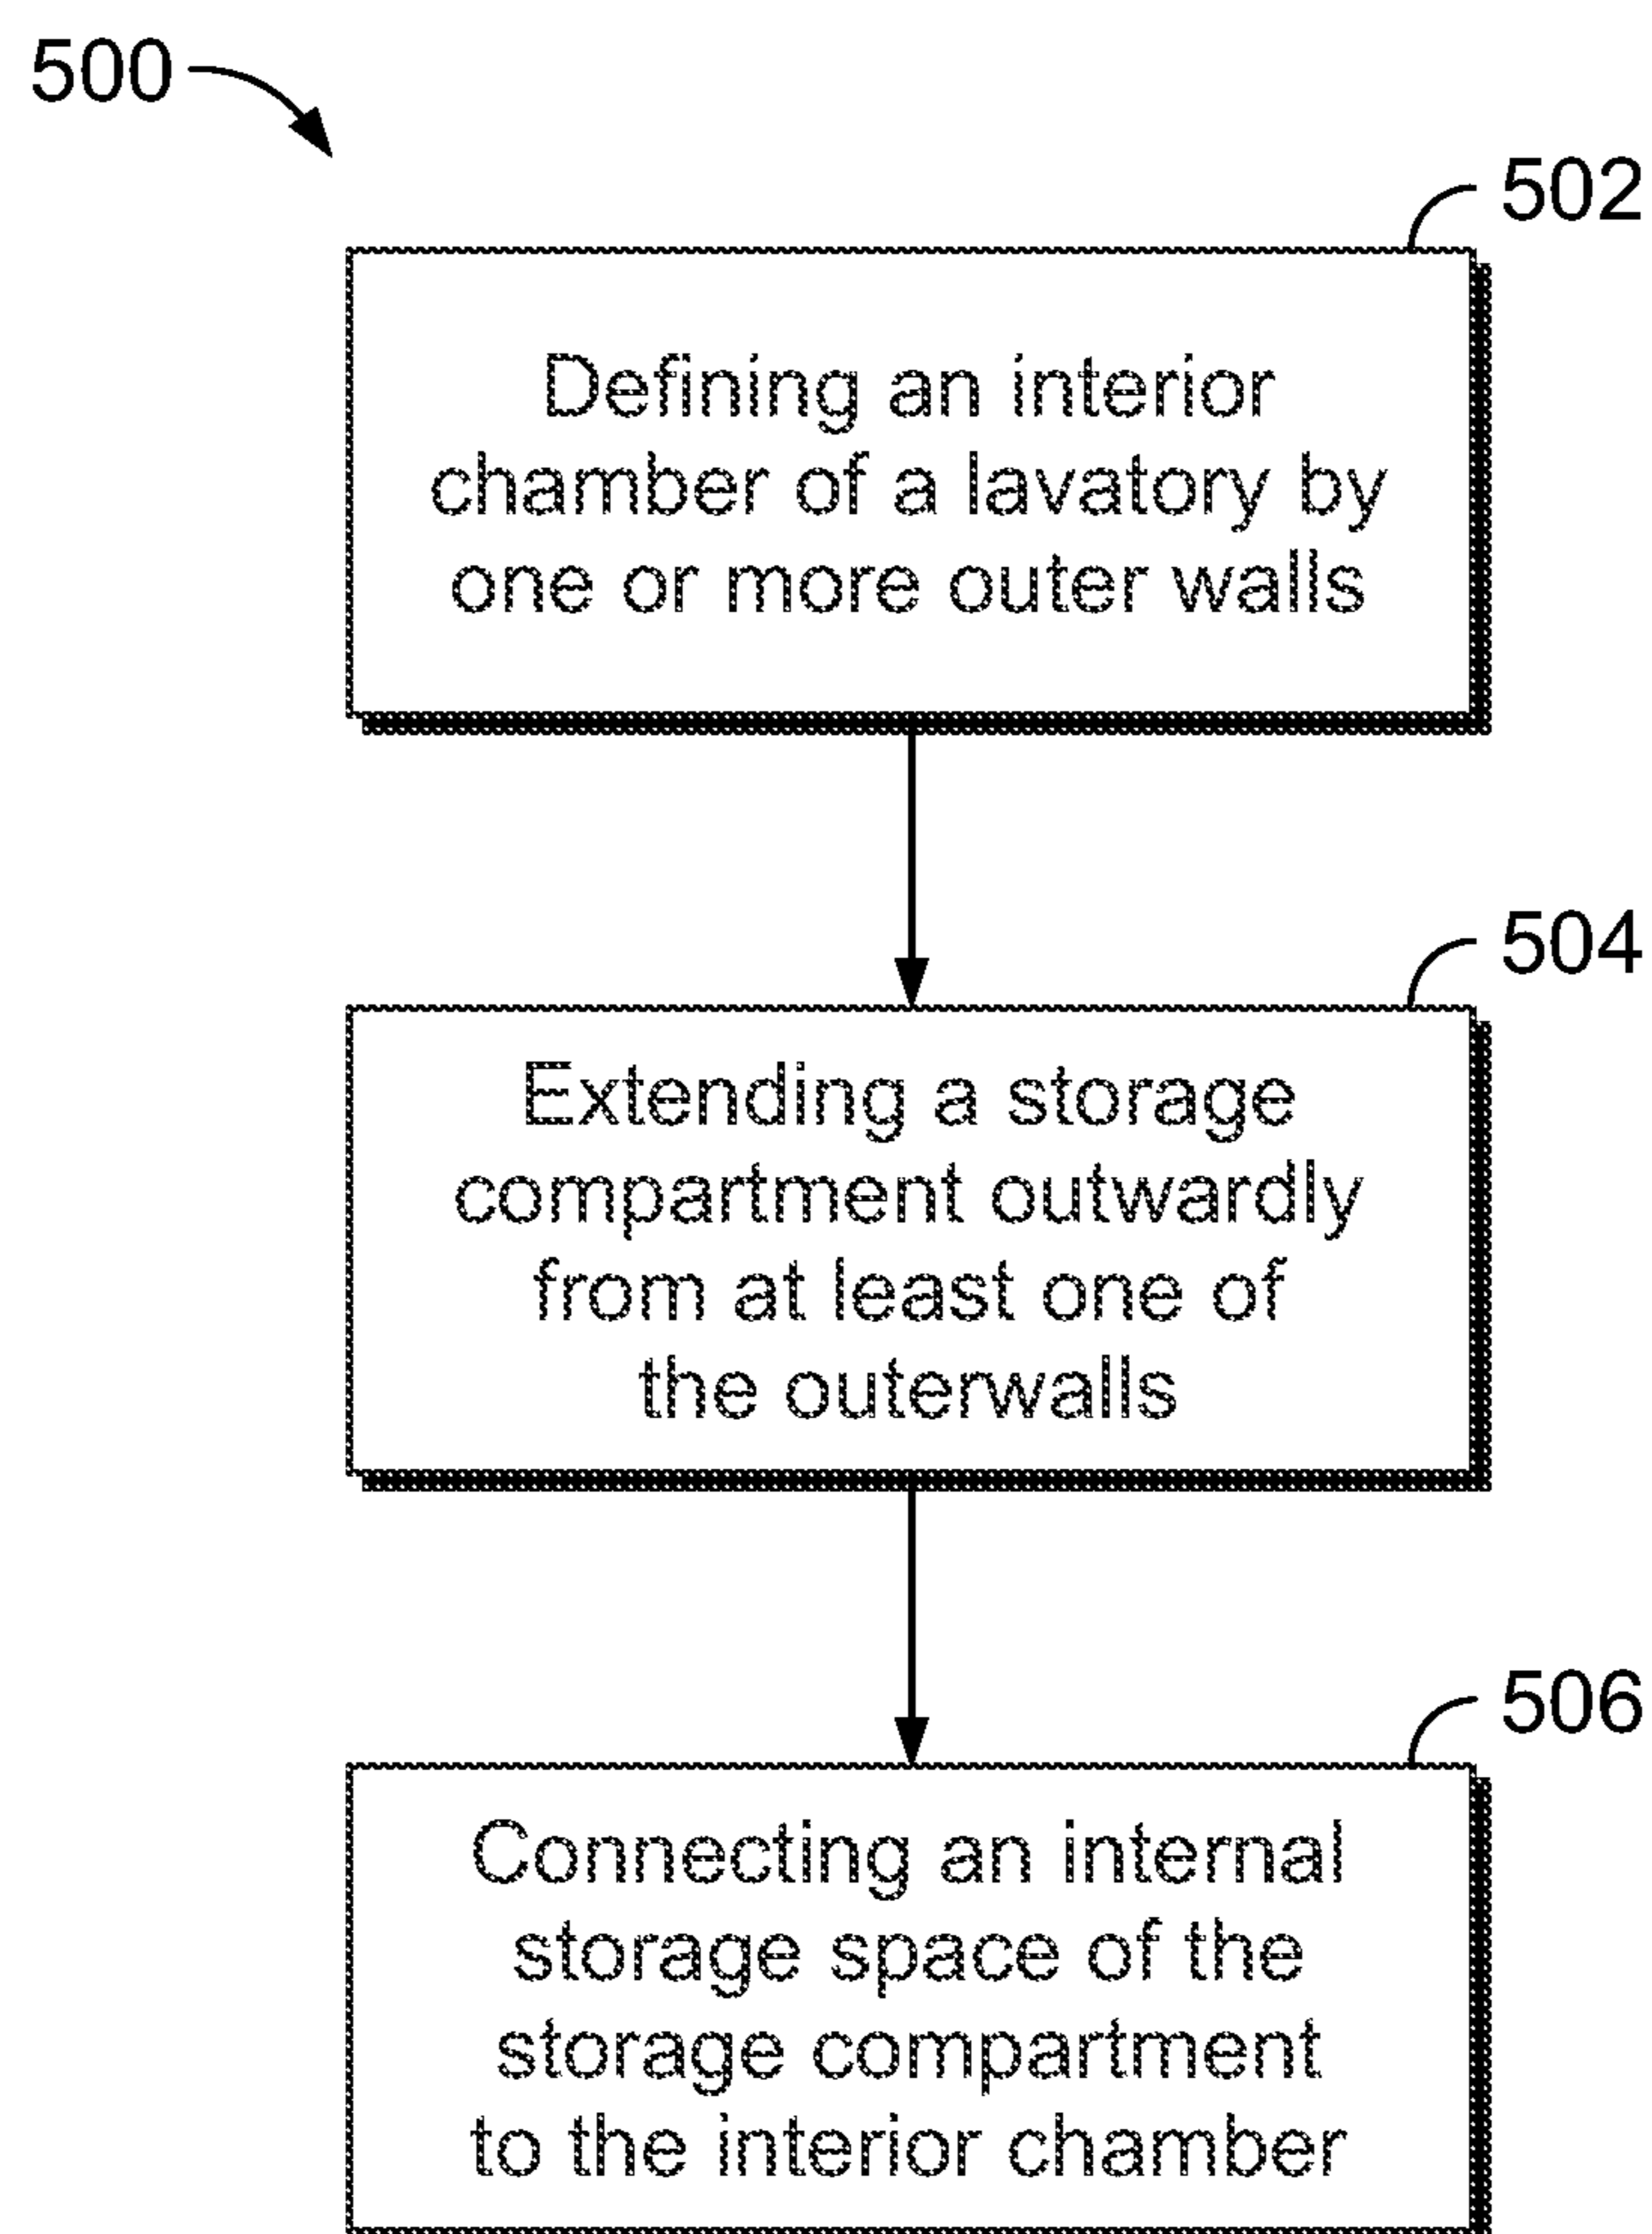 500
502
Defining an interior
chamber of a lavatory by
one or more outer walls
504
Extending a storage
compartment outwardly
from at least one of
the outerwalls
506
Connecting an internal
storage space of the
storage compartment
to the interior chamber